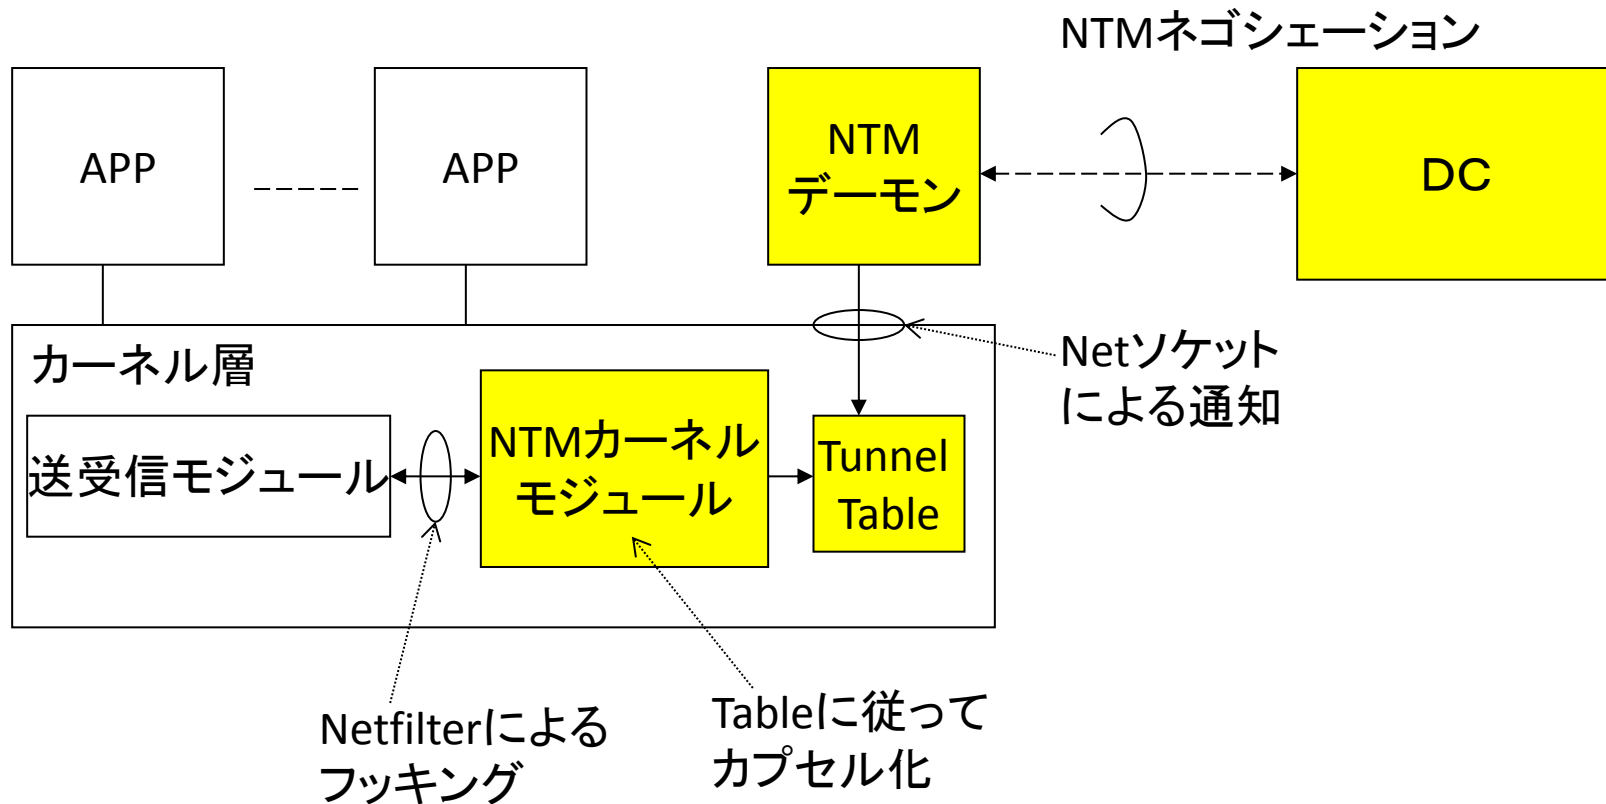 NTMネゴシェーション
APP
APP
NTM
デーモン
DC
カーネル層
Netソケット
による通知
送受信モジュール
NTMカーネル
モジュール
Tunnel
Table
Netfilterによる
フッキング
Tableに従って
カプセル化